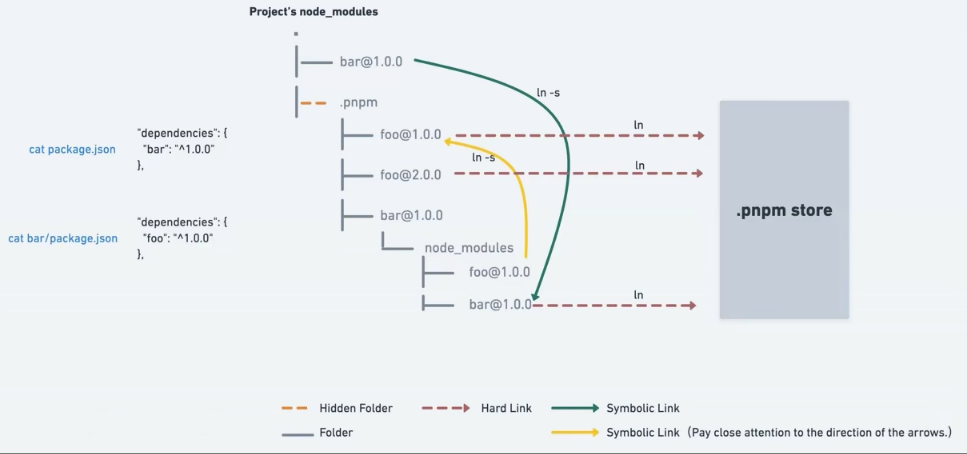 Project's node_modules
bar@1.0.0
ln -s
.pnpm
cat package.json
"dependencies": {
"bar": "^1.0.0"
},
foo@1.0.0
ln
ln -s
foo@2.0.0
ln
.pnpm store
cat bar/package.json
"dependencies": {
"foo": "^1.0.0"
},
bar@1.0.0
node_modules
foo@1.0.0
bar@1.0.0
ln
Hidden Folder
Hard Link
Symbolic Link
Folder
Symbolic Link (Pay close attention to the direction of the arrows.)